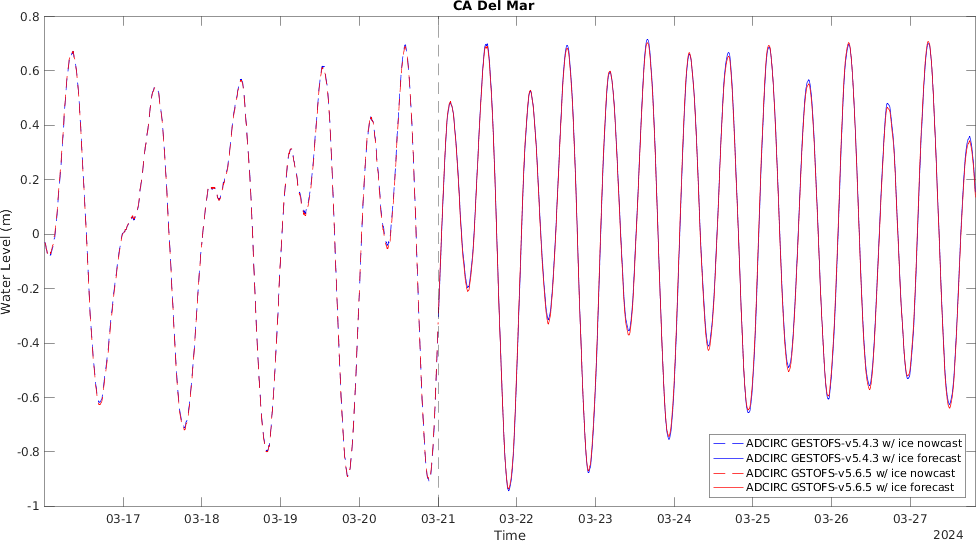 CA Del Mar
0.8
0.6
0.4
0.2
0
-0.2
-0.4
-0.6
-0.8
-1
Water Level (m)
ADCIRC GESTOFS-v5.4.3 w/ ice nowcast
ADCIRC GESTOFS-v5.4.3 w/ ice forecast
ADCIRC GSTOFS-v5.6.5 w/ ice nowcast
ADCIRC GSTOFS-v5.6.5 w/ ice forecast
03-17 03-18 03-19 03-20 03-21 03-22 03-23 03-24 03-25 03-26 03-27
Time
2024